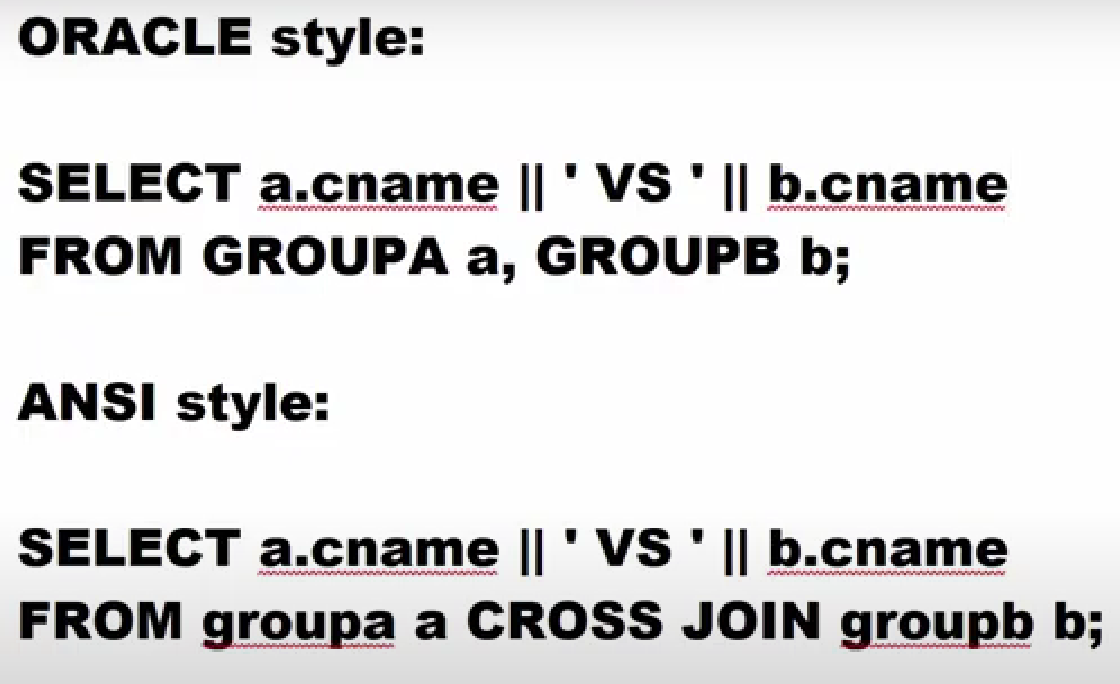 ORACLE style:
SELECT a.cname || ' VS ' || b.cname
FROM GROUPA a, GROUPB b;
ANSI style:
SELECT a.cname || ' VS ' || b.cname
FROM groupa a CROSS JOIN groupb b;